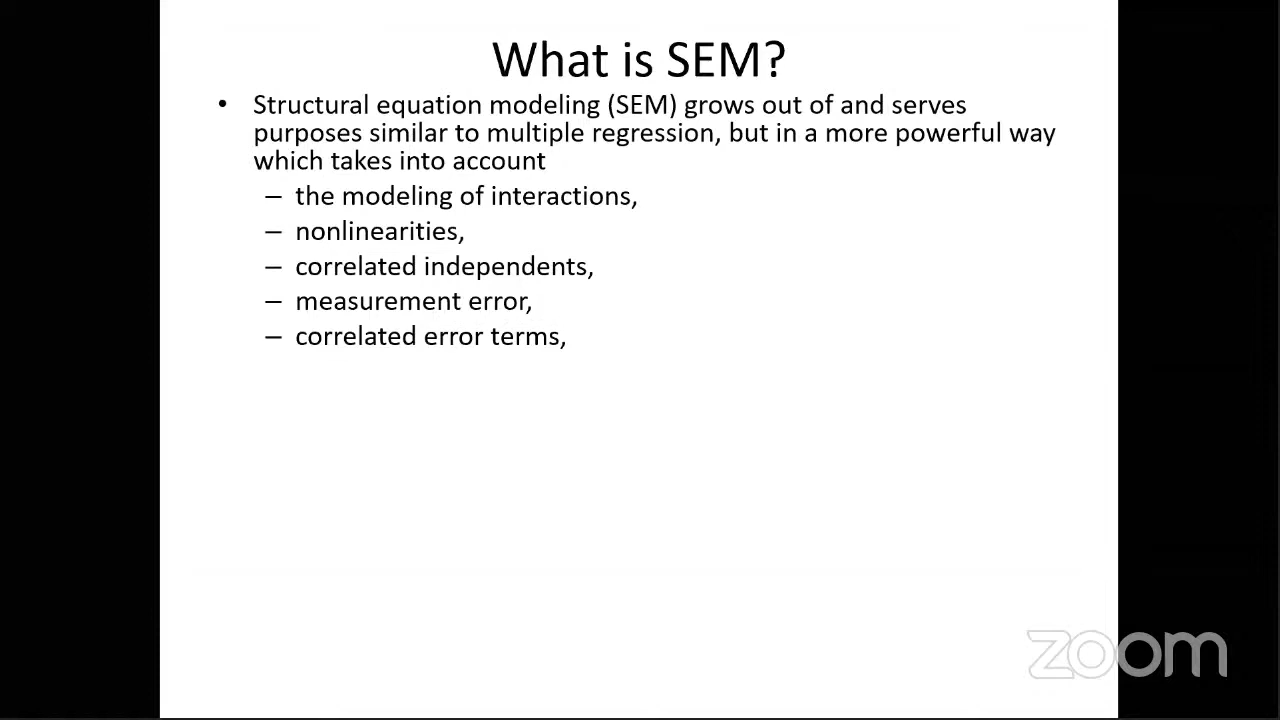 What is SEM?
• Structural equation modeling (SEM) grows out of and serves
purposes similar to multiple regression, but in a more powerful way
which takes into account
– the modeling of interactions,
– nonlinearities,
– correlated independents,
– measurement error,
– correlated error terms,
zoom